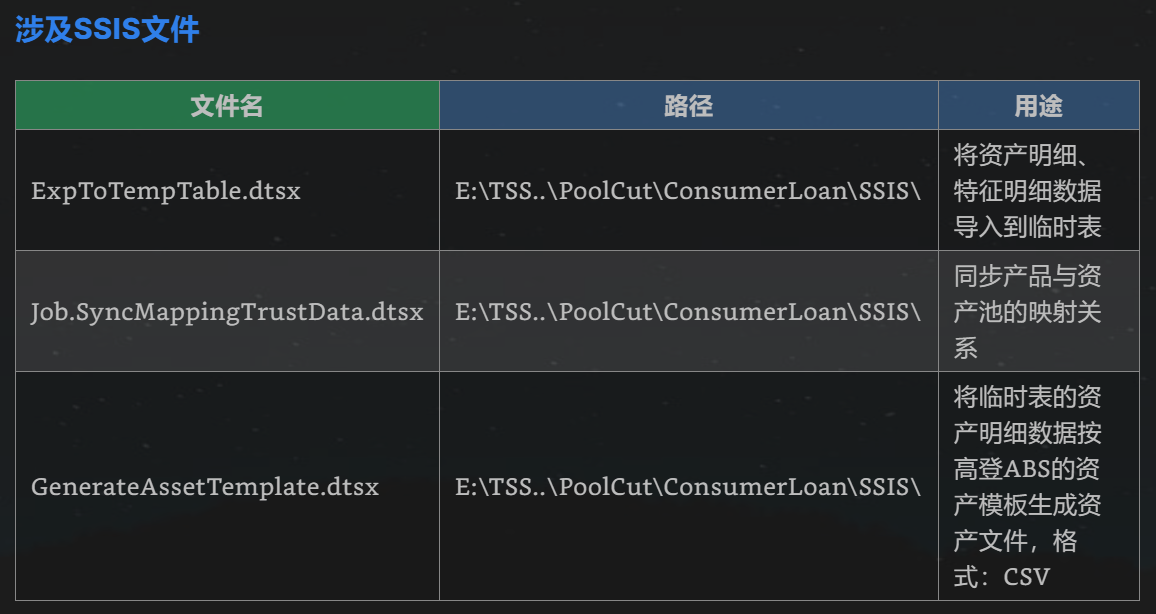 涉及SSIS文件
文件名 路径 用途
ExpToTempTable.dtsx E:\TSS..\PoolCut\ConsumerLoan\SSIS\ 将资产明细、
特征明细数据
导入到临时表
Job.SyncMappingTrustData.dtsx E:\TSS..\PoolCut\ConsumerLoan\SSIS\ 同步产品与资
产池的映射关
系
GenerateAssetTemplate.dtsx E:\TSS..\PoolCut\ConsumerLoan\SSIS\ 将临时表的资
产明细数据按
高登ABS的资
产模板生成资
产文件，格
式：CSV